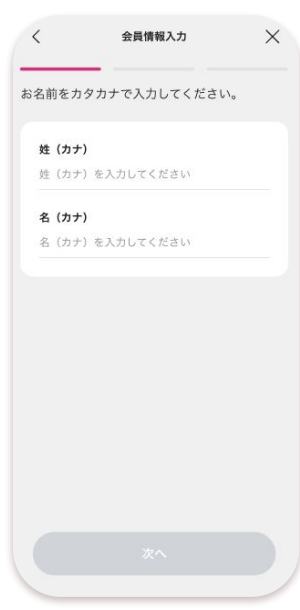 会員情報入力
お名前をカタカナで入力してください。
姓（カナ）
姓（カナ）を入力してください
名（カナ）
名（カナ）を入力してください
次へ